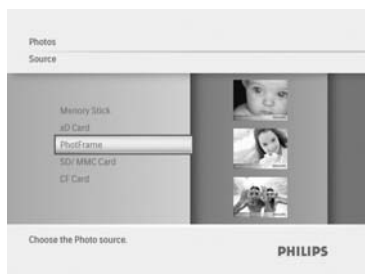 Photos
Source
Memory Stick
xD Card
PhotFrame
SD/ MMC Card
CF Card
Choose the Photo source.
PHILIPS